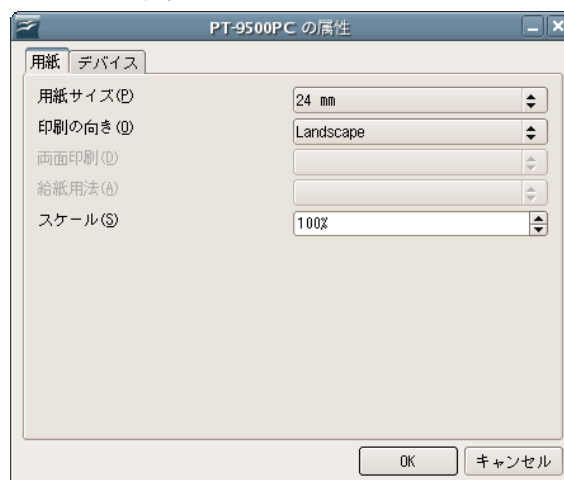 PT-9500PC の属性
用紙 デバイス
用紙サイズ(P) 24 mm
印刷の向き(O) Landscape
両面印刷(D)
給紙用法(A)
スケール(S) 100%
OK キャンセル